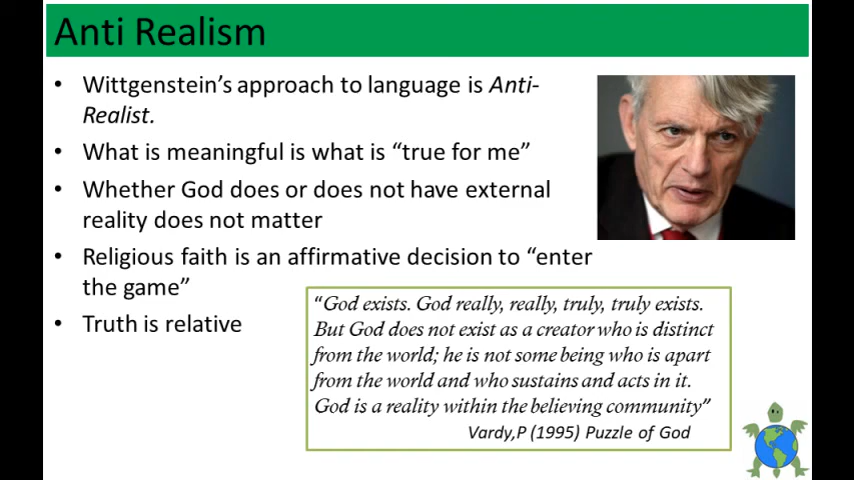 Anti Realism
• Wittgenstein's approach to language is Anti-
Realist.
• What is meaningful is what is "true for me"
• Whether God does or does not have external
reality does not matter
• Religious faith is an affirmative decision to "enter
the game"
• Truth is relative
"God exists. God really, really, truly, truly exists.
But God does not exist as a creator who is distinct
from the world; he is not some being who is apart
from the world and who sustains and acts in it.
God is a reality within the believing community"
Vardy,P (1995) Puzzle of God